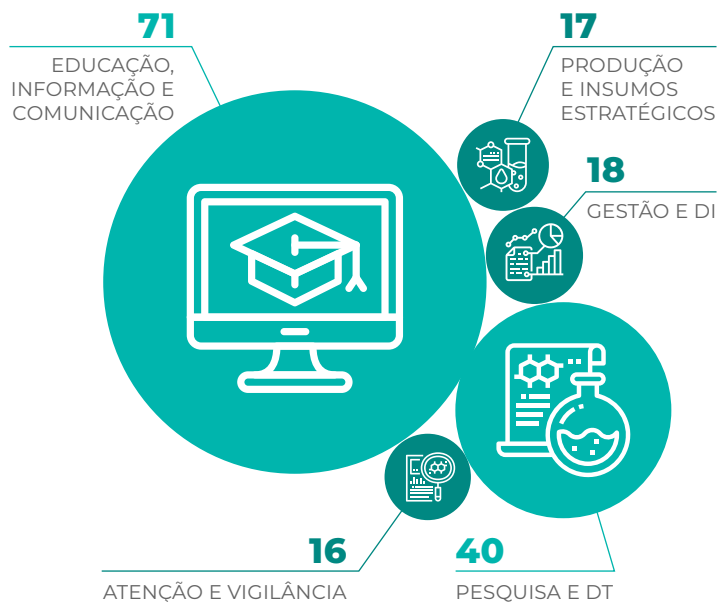 71
EDUCAÇÃO,
INFORMAÇÃO E
COMUNICAÇÃO
17
PRODUÇÃO
E INSUMOS
ESTRATÉGICOS
18
GESTÃO E DI
16
ATENÇÃO E VIGILÂNCIA
40
PESQUISA E DT